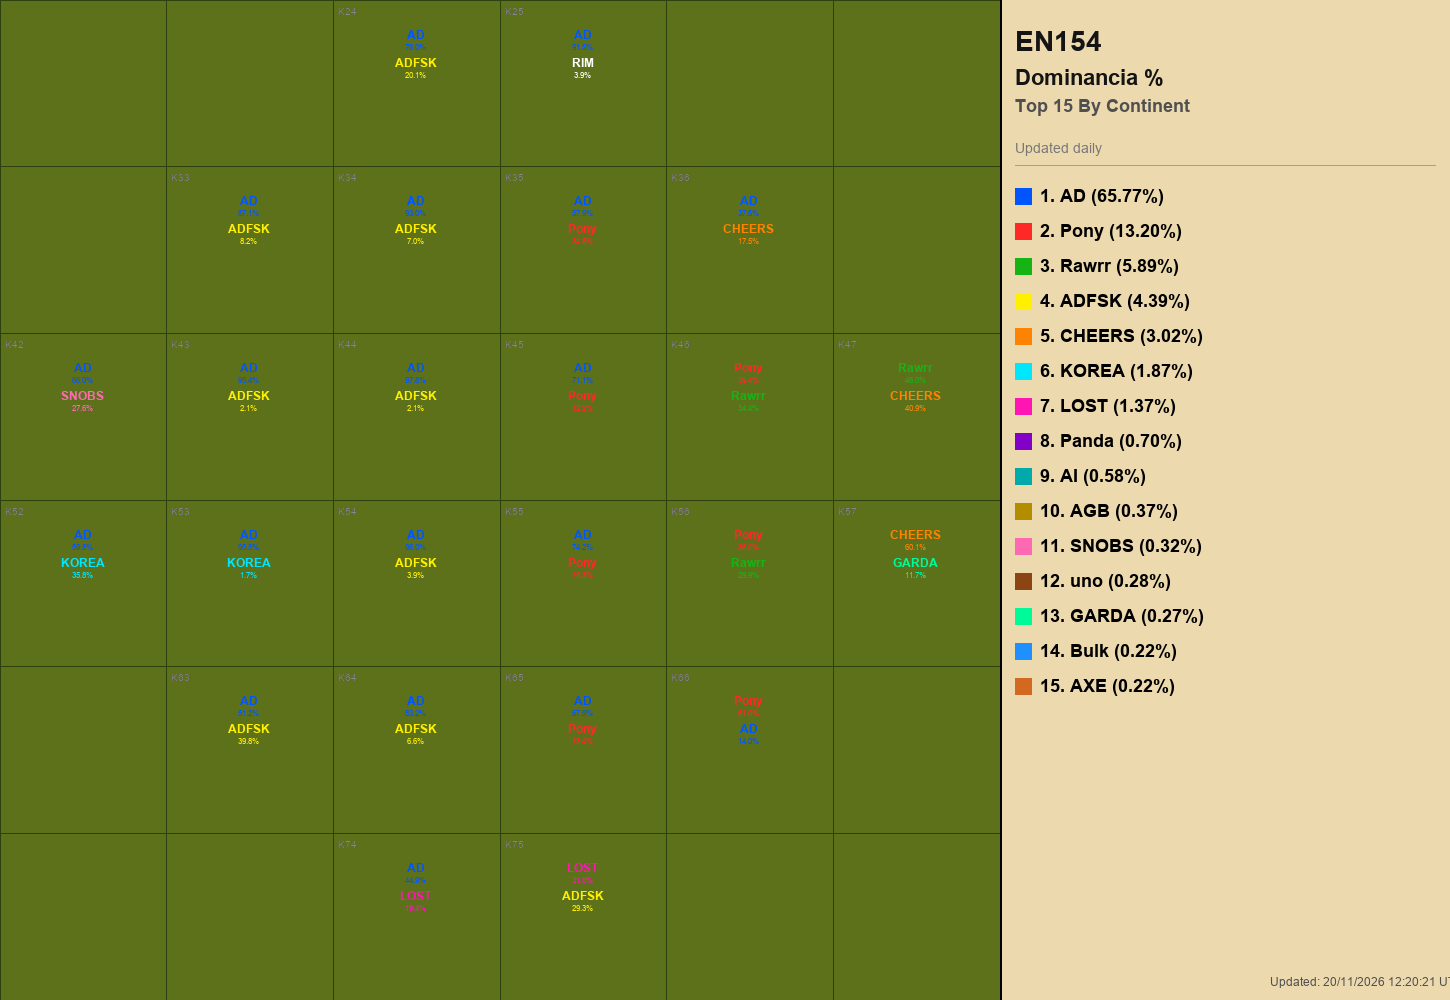 K24 K25
AD AD
ADFSK RIM
20.1% 3.9%
K33 K34 K35 K36
AD AD AD AD
ADFSK ADFSK Pony CHEERS
8.2% 7.0% 17.5%
K42 K43 K44 K45 K46 K47
AD AD AD AD Pony Rawrr
SNOBS ADFSK ADFSK Pony Rawrr CHEERS
27.6% 2.1% 2.1% 40.9%
K52 K53 K54 K55 K56 K57
AD AD AD AD Pony CHEERS
60.1%
KOREA KOREA ADFSK Pony Rawrr GARDA
35.8% 1.7% 3.9% 11.7%
K63 K64 K65 K66
AD AD AD Pony
ADFSK ADFSK Pony AD
39.8% 6.6%
K74 K75
AD LOST
LOST ADFSK
29.3%
EN154
Dominancia %
Top 15 By Continent
Updated daily
1. AD (65.77%)
2. Pony (13.20%)
3. Rawrr (5.89%)
4. ADFSK (4.39%)
5. CHEERS (3.02%)
6. KOREA (1.87%)
7. LOST (1.37%)
8. Panda (0.70%)
9. AI (0.58%)
10. AGB (0.37%)
11. SNOBS (0.32%)
12. uno (0.28%)
13. GARDA (0.27%)
14. Bulk (0.22%)
15. AXE (0.22%)
Updated: 20/11/2026 12:20:21